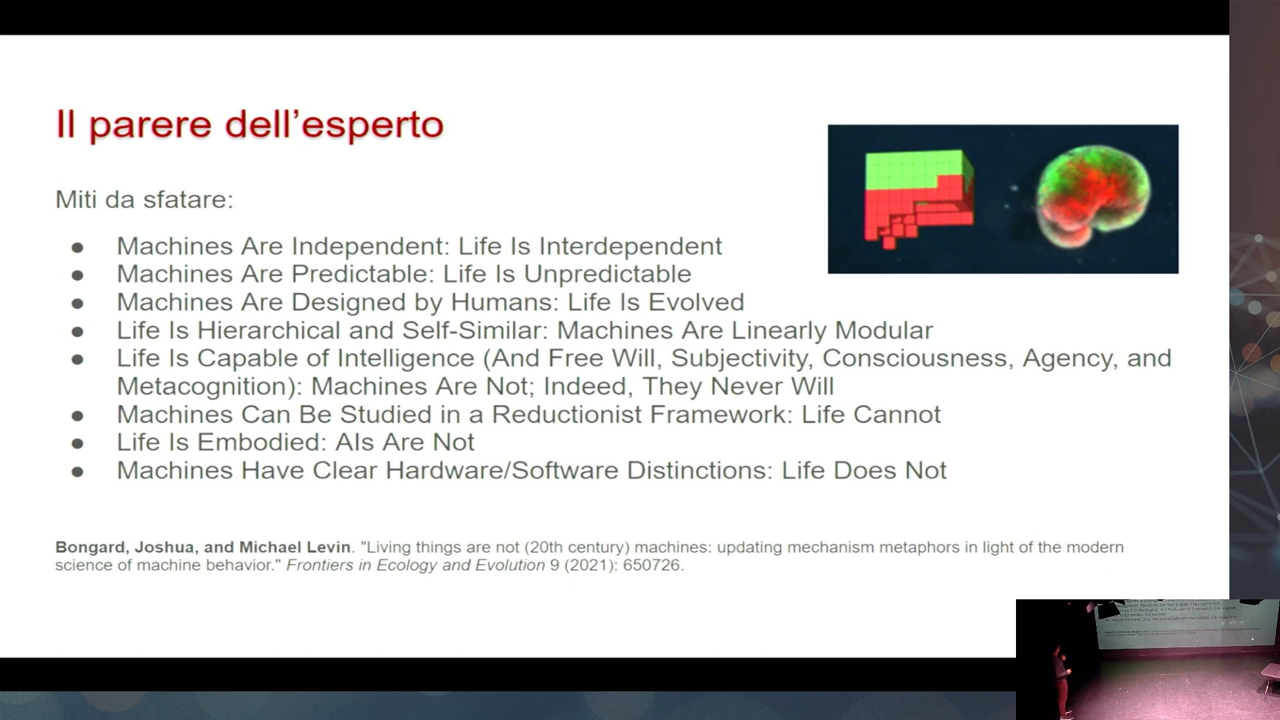 Il parere dell’esperto
Miti da sfatare:
● Machines Are Independent: Life Is Interdependent
● Machines Are Predictable: Life Is Unpredictable
● Machines Are Designed by Humans: Life Is Evolved
● Life Is Hierarchical and Self-Similar: Machines Are Linearly Modular
● Life Is Capable of Intelligence (And Free Will, Subjectivity, Consciousness, Agency, and
Metacognition): Machines Are Not; Indeed, They Never Will
● Machines Can Be Studied in a Reductionist Framework: Life Cannot
● Life Is Embodied: AIs Are Not
● Machines Have Clear Hardware/Software Distinctions: Life Does Not
Bongard, Joshua, and Michael Levin. "Living things are not (20th century) machines: updating mechanism metaphors in light of the modern
science of machine behavior." Frontiers in Ecology and Evolution 9 (2021): 650726.